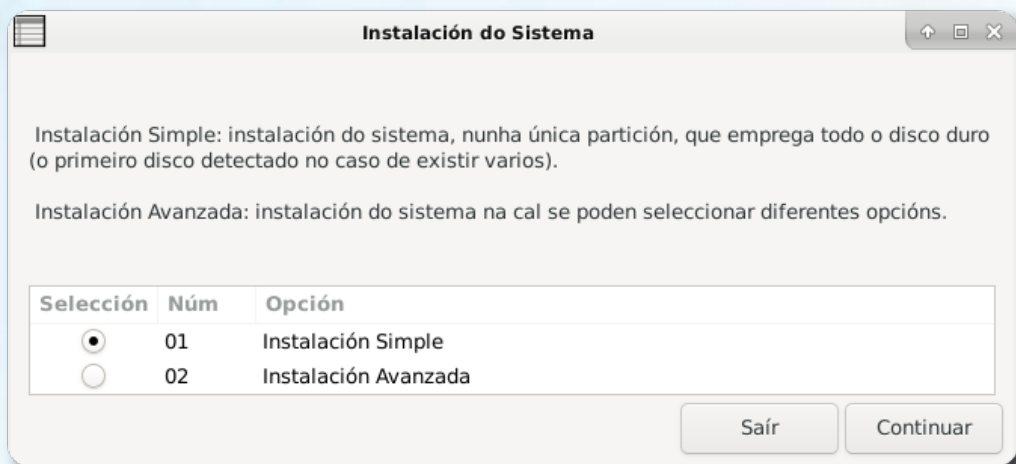 Instalación do Sistema
Instalación Simple: instalación do sistema, nunha única partición, que emprega todo o disco duro
(o primeiro disco detectado no caso de existir varios).
Instalación Avanzada: instalación do sistema na cal se poden seleccionar diferentes opcións.
Selección Núm Opción
01 Instalación Simple
02 Instalación Avanzada
Saír Continuar